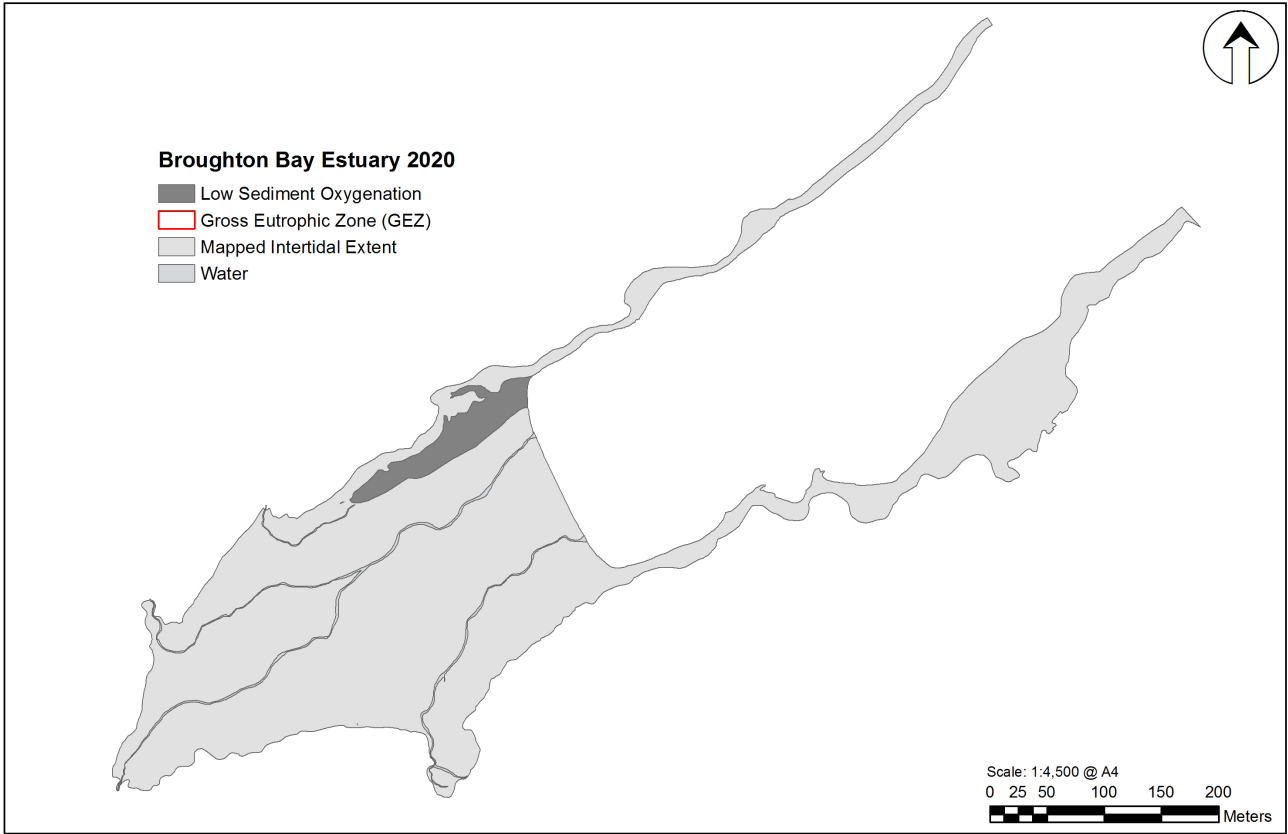 Broughton Bay Estuary 2020
Low Sediment Oxygenation
Gross Eutrophic Zone (GEZ)
Mapped Intertidal Extent
Water
Scale: 1:4,500 @ A4
0 25 50 100 150 200
Meters